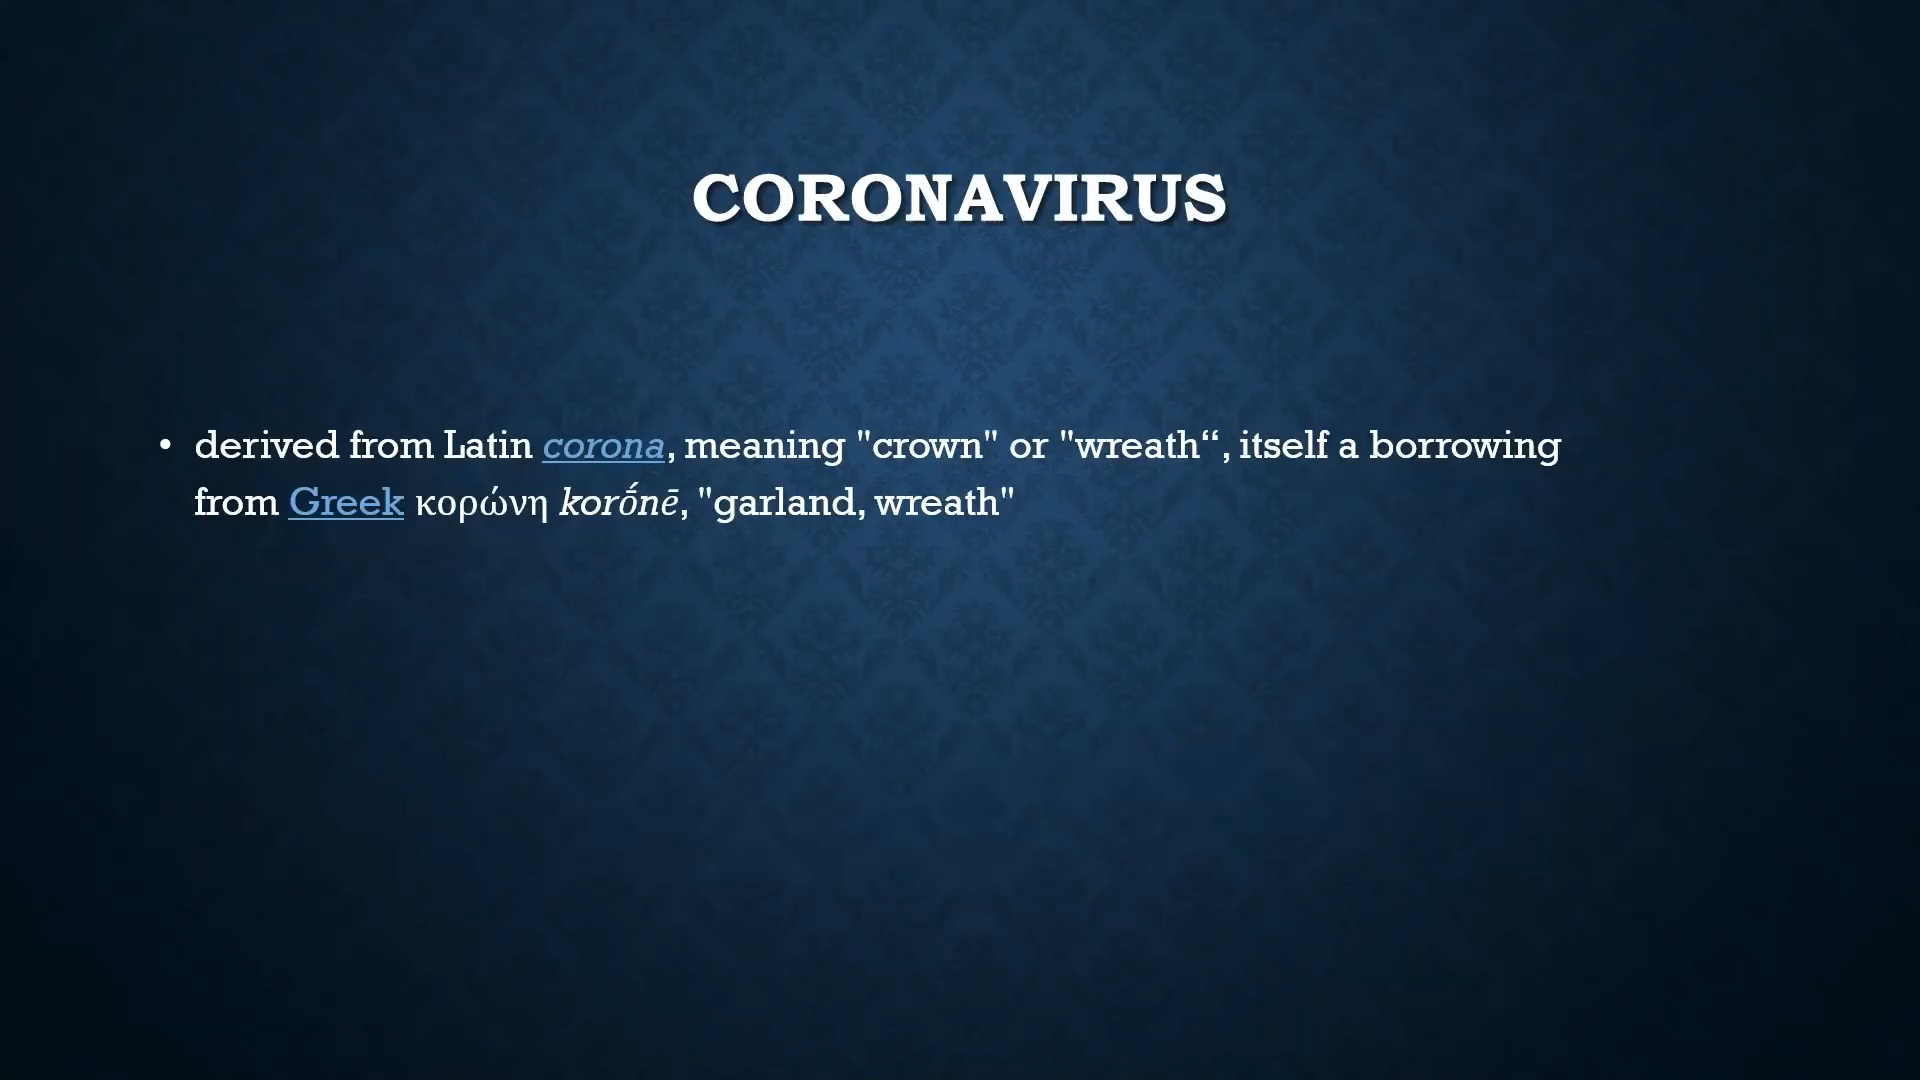 CORONAVIRUS
• derived from Latin corona, meaning "crown" or "wreath“, itself a borrowing
from Greek κορώνη korṓnē, "garland, wreath"